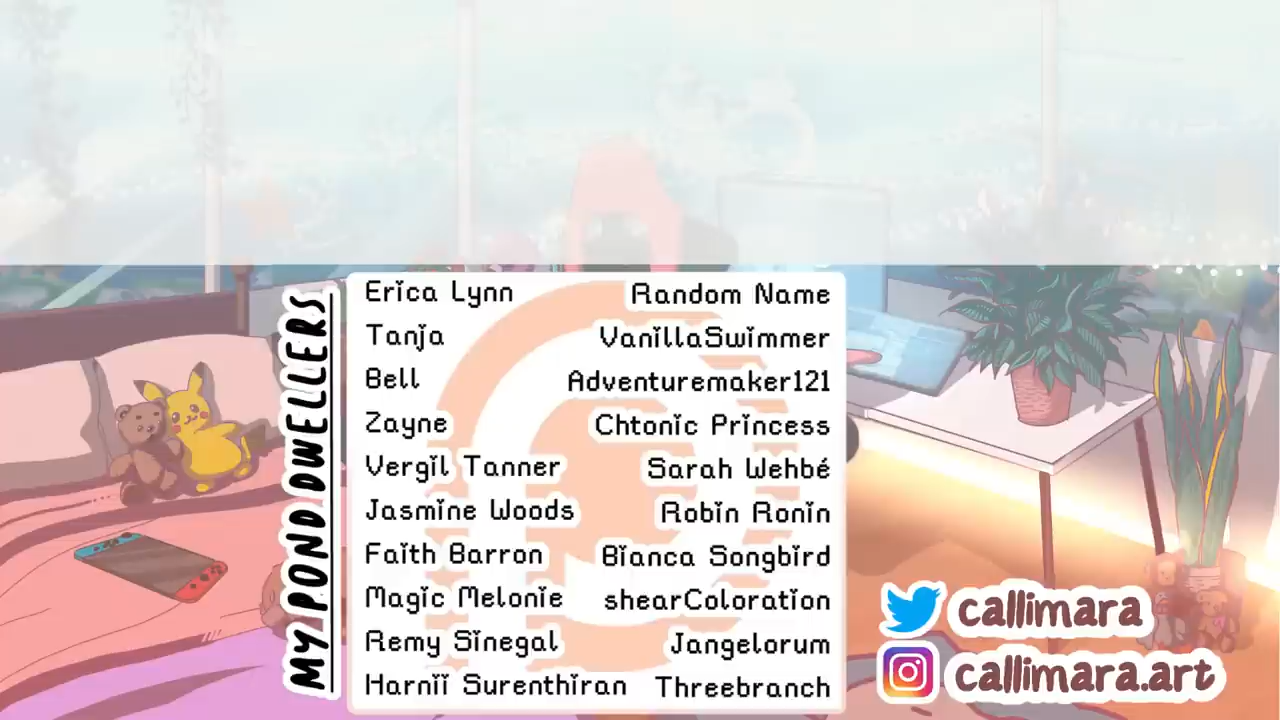 MY POND DWELLERS
Erica Lynn
Tanja
Bell
Zayne
Vergil Tanner
Jasmine Woods
Faith Barron
Magic Melonie
Remy Sinegal
Harnii Surenthiran
Random Name
VanillaSwimmer
Adventuremaker121
Chtonic Princess
Sarah Wehbé
Robin Ronin
Bianca Songbird
shearColoration
Jangelorum
Threebranch
callimara
callimara.art